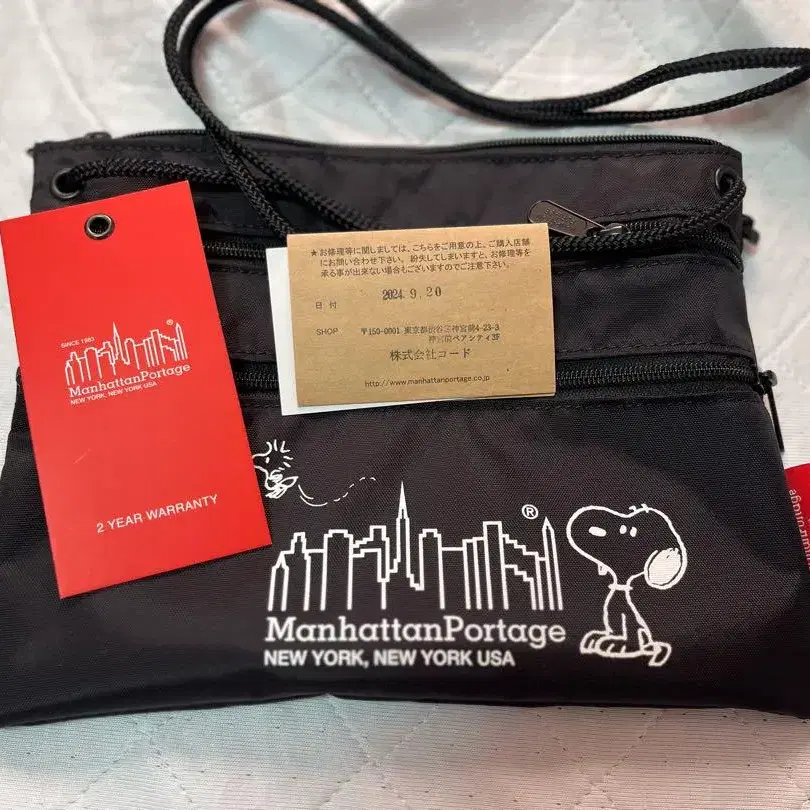 SINCE 1983
®
ManhattanPortage
NEW YORK, NEW YORK USA
2 YEAR WARRANTY
★お修理等に関しましては、こちらをご用意の上、ご購入店舗
にお問い合わせ下さい。紛失してしまいますと、お修理等を
承る事が出来ない場合もございますのでご注意下さい。
日付 2024.9.20
SHOP 〒150-0001 東京都渋谷区神宮前4-23-3
神宮前ペアシティ3F
株式会社コード
http://www.manhattanportage.co.jp
®
ManhattanPortage
NEW YORK, NEW YORK USA